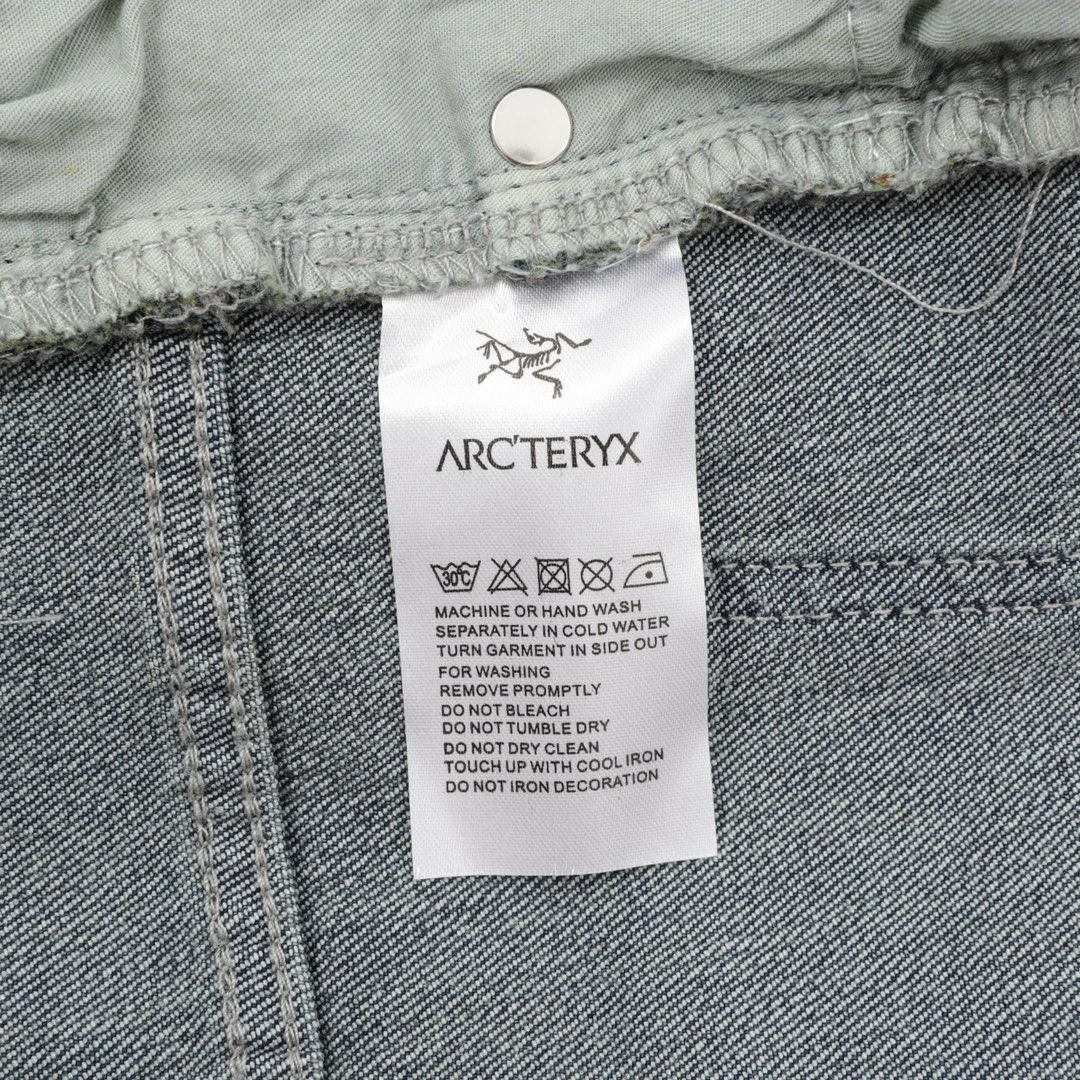 ARC'TERYX
30℃
MACHINE OR HAND WASH
SEPARATELY IN COLD WATER
TURN GARMENT IN SIDE OUT
FOR WASHING
REMOVE PROMPTLY
DO NOT BLEACH
DO NOT TUMBLE DRY
DO NOT DRY CLEAN
TOUCH UP WITH COOL IRON
DO NOT IRON DECORATION